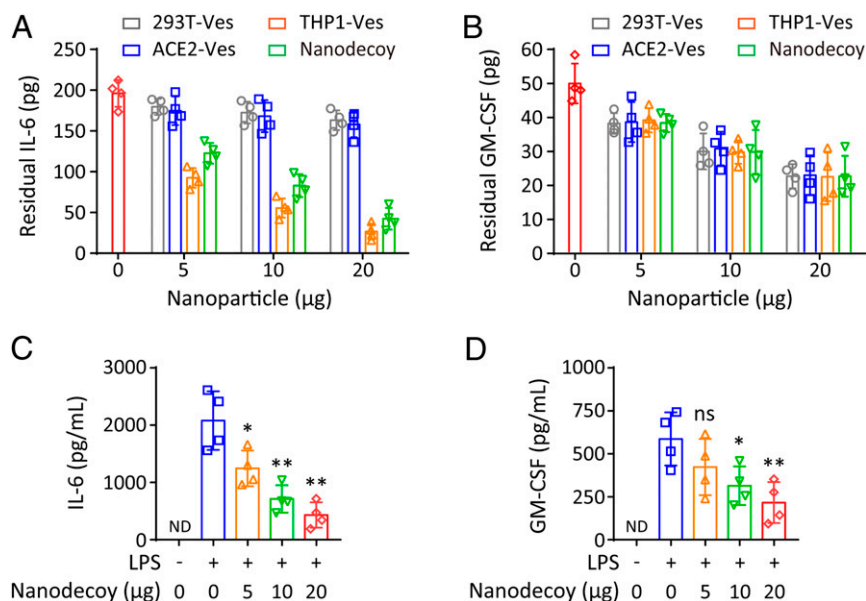 A
293T-Ves
THP1-Ves
ACE2-Ves
Nanodecoy
Residual IL-6 (pg)
250
200
150
100
50
0
0
5
10
20
Nanoparticle (µg)
B
293T-Ves
THP1-Ves
ACE2-Ves
Nanodecoy
Residual GM-CSF (pg)
60
50
40
30
20
10
0
0
5
10
20
Nanoparticle (µg)
C
IL-6 (pg/mL)
3000
2000
1000
0
ND
*
**
**
LPS - + + + +
Nanodecoy (µg) 0 0 5 10 20
D
GM-CSF (pg/mL)
1000
750
500
250
0
ND
ns
*
**
LPS - + + + +
Nanodecoy (µg) 0 0 5 10 20